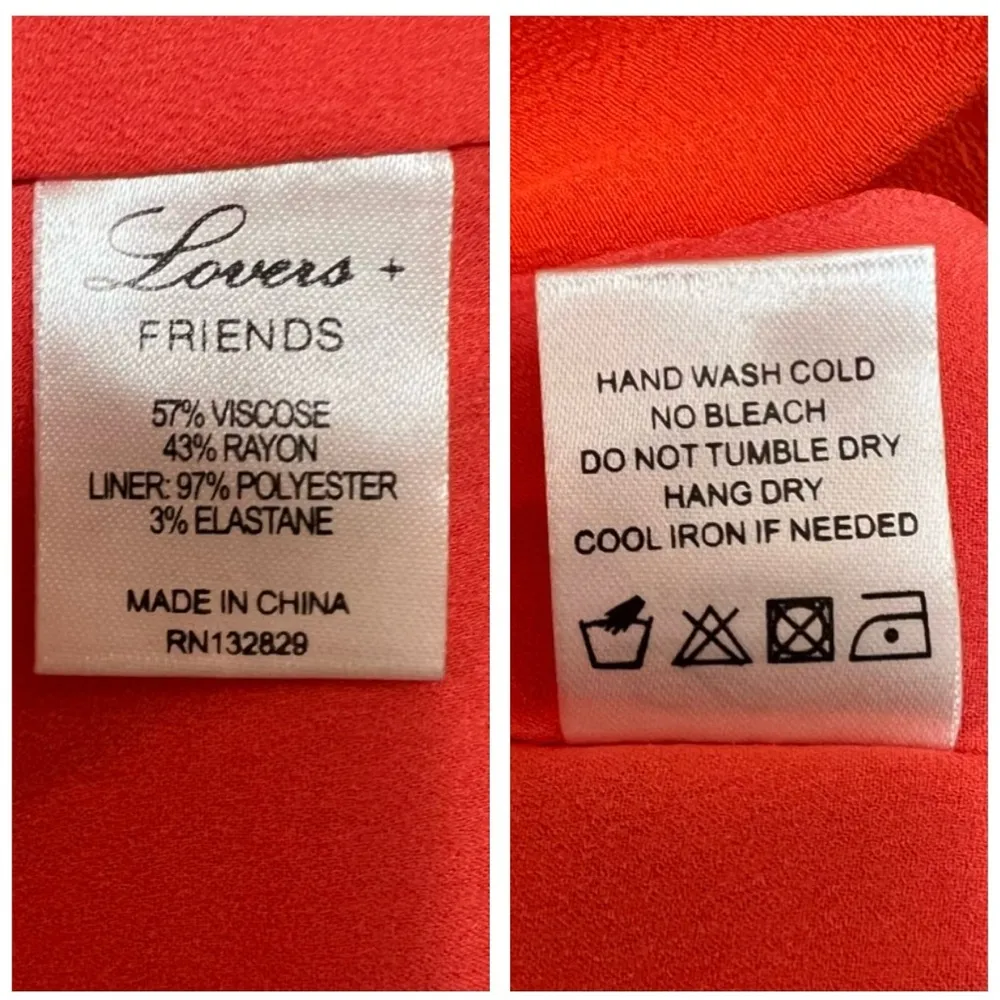 Lovers +
FRIENDS
57% VISCOSE
43% RAYON
LINER: 97% POLYESTER
3% ELASTANE
MADE IN CHINA
RN132829
HAND WASH COLD
NO BLEACH
DO NOT TUMBLE DRY
HANG DRY
COOL IRON IF NEEDED